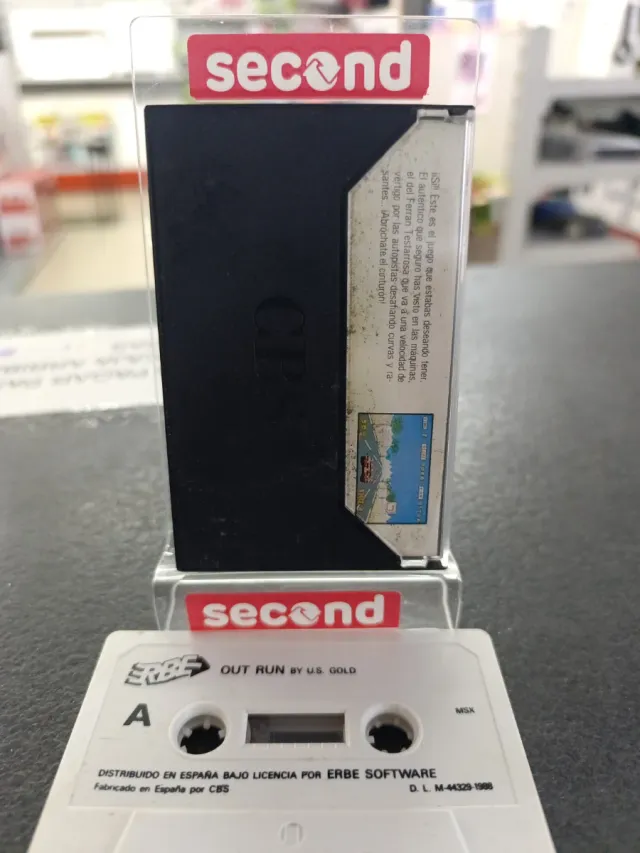 second
¡¡Sí!! Este es el juego que estabas deseando tener.
El auténtico que seguro has visto en las máquinas,
el del Ferrari Testarrosa que va a una velocidad de
vértigo por las autopistas desafiando curvas y ra-
santes. ¡Abróchate el cinturón!
CBS
second
ERBE
OUT RUN BY U.S. GOLD
A
MSX
DISTRIBUIDO EN ESPAÑA BAJO LICENCIA POR ERBE SOFTWARE
Fabricado en España por CBS
D. L. M-44329-1988